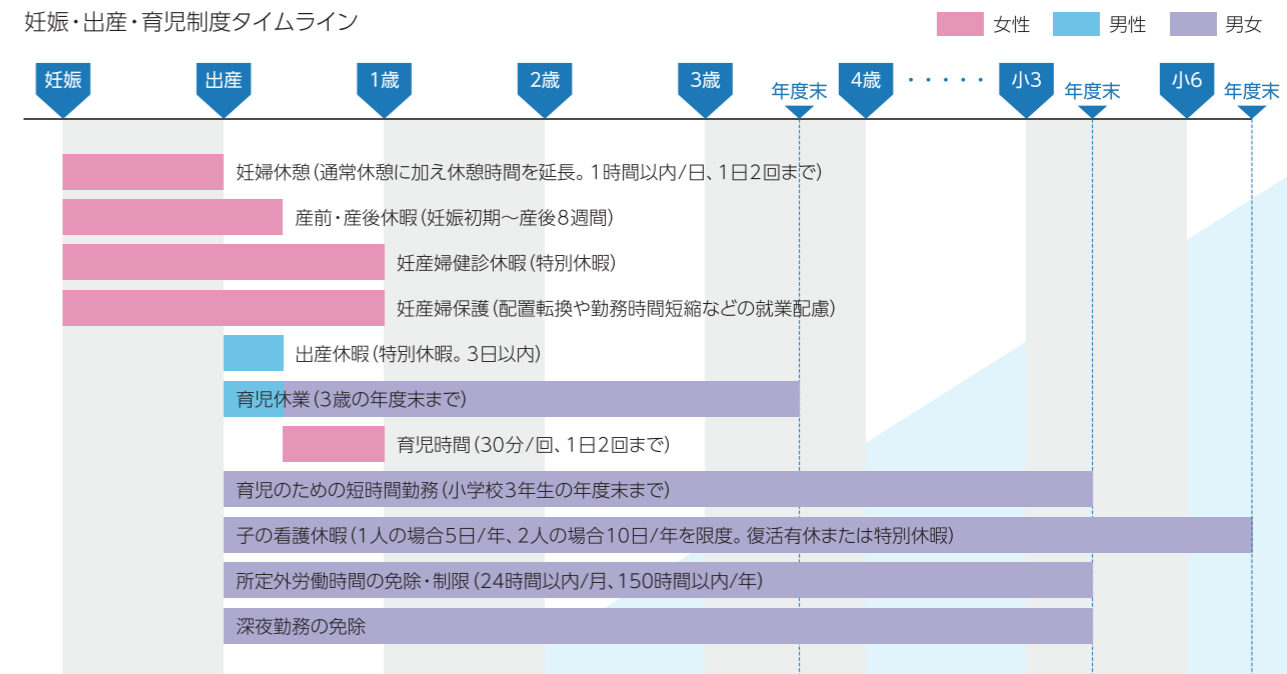 妊娠・出産・育児制度タイムライン
女性 男性 男女
妊娠 出産 1歳 2歳 3歳 年度末 4歳 ・・・・・ 小3 年度末 小6 年度末
妊婦休憩(通常休憩に加え休憩時間を延長。1時間以内/日、1日2回まで)
産前・産後休暇(妊娠初期～産後8週間)
妊産婦健診休暇(特別休暇)
妊産婦保護(配置転換や勤務時間短縮などの就業配慮)
出産休暇(特別休暇。3日以内)
育児休業(3歳の年度末まで)
育児時間(30分/回、1日2回まで)
育児のための短時間勤務(小学校3年生の年度末まで)
子の看護休暇(1人の場合5日/年、2人の場合10日/年を限度。復活有休または特別休暇)
所定外労働時間の免除・制限(24時間以内/月、150時間以内/年)
深夜勤務の免除